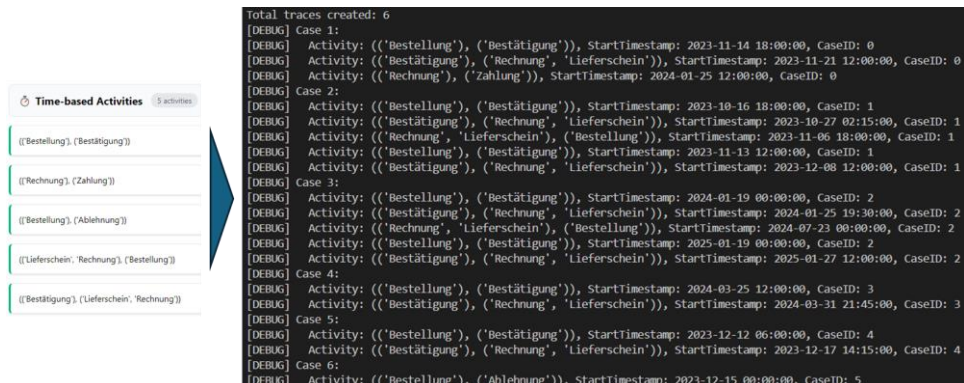 Time-based Activities 5 activities
(('Bestellung'), ('Bestätigung'))
(('Rechnung'), ('Zahlung'))
(('Bestellung'), ('Ablehnung'))
(('Lieferschein', 'Rechnung'), ('Bestellung'))
(('Bestätigung'), ('Lieferschein', 'Rechnung'))
Total traces created: 6
[DEBUG] Case 1:
[DEBUG] Activity: (('Bestellung'), ('Bestätigung')), StartTimestamp: 2023-11-14 18:00:00, CaseID: 0
[DEBUG] Activity: (('Bestätigung'), ('Rechnung', 'Lieferschein')), StartTimestamp: 2023-11-21 12:00:00, CaseID: 0
[DEBUG] Activity: (('Rechnung'), ('Zahlung')), StartTimestamp: 2024-01-25 12:00:00, CaseID: 0
[DEBUG] Case 2:
[DEBUG] Activity: (('Bestellung'), ('Bestätigung')), StartTimestamp: 2023-10-16 18:00:00, CaseID: 1
[DEBUG] Activity: (('Bestätigung'), ('Rechnung', 'Lieferschein')), StartTimestamp: 2023-10-27 02:15:00, CaseID: 1
[DEBUG] Activity: (('Rechnung', 'Lieferschein'), ('Bestellung')), StartTimestamp: 2023-11-06 18:00:00, CaseID: 1
[DEBUG] Activity: (('Bestellung'), ('Bestätigung')), StartTimestamp: 2023-11-13 12:00:00, CaseID: 1
[DEBUG] Activity: (('Bestätigung'), ('Rechnung', 'Lieferschein')), StartTimestamp: 2023-12-08 12:00:00, CaseID: 1
[DEBUG] Case 3:
[DEBUG] Activity: (('Bestellung'), ('Bestätigung')), StartTimestamp: 2024-01-19 00:00:00, CaseID: 2
[DEBUG] Activity: (('Bestätigung'), ('Rechnung', 'Lieferschein')), StartTimestamp: 2024-01-25 19:30:00, CaseID: 2
[DEBUG] Activity: (('Rechnung', 'Lieferschein'), ('Bestellung')), StartTimestamp: 2024-07-23 00:00:00, CaseID: 2
[DEBUG] Activity: (('Bestellung'), ('Bestätigung')), StartTimestamp: 2025-01-19 00:00:00, CaseID: 2
[DEBUG] Activity: (('Bestätigung'), ('Rechnung', 'Lieferschein')), StartTimestamp: 2025-01-27 12:00:00, CaseID: 2
[DEBUG] Case 4:
[DEBUG] Activity: (('Bestellung'), ('Bestätigung')), StartTimestamp: 2024-03-25 12:00:00, CaseID: 3
[DEBUG] Activity: (('Bestätigung'), ('Rechnung', 'Lieferschein')), StartTimestamp: 2024-03-31 21:45:00, CaseID: 3
[DEBUG] Case 5:
[DEBUG] Activity: (('Bestellung'), ('Bestätigung')), StartTimestamp: 2023-12-12 06:00:00, CaseID: 4
[DEBUG] Activity: (('Bestätigung'), ('Rechnung', 'Lieferschein')), StartTimestamp: 2023-12-17 14:15:00, CaseID: 4
[DEBUG] Case 6:
[DEBUG] Activity: (('Bestellung'), ('Ablehnung')), StartTimestamp: 2023-12-15 00:00:00, CaseID: 5